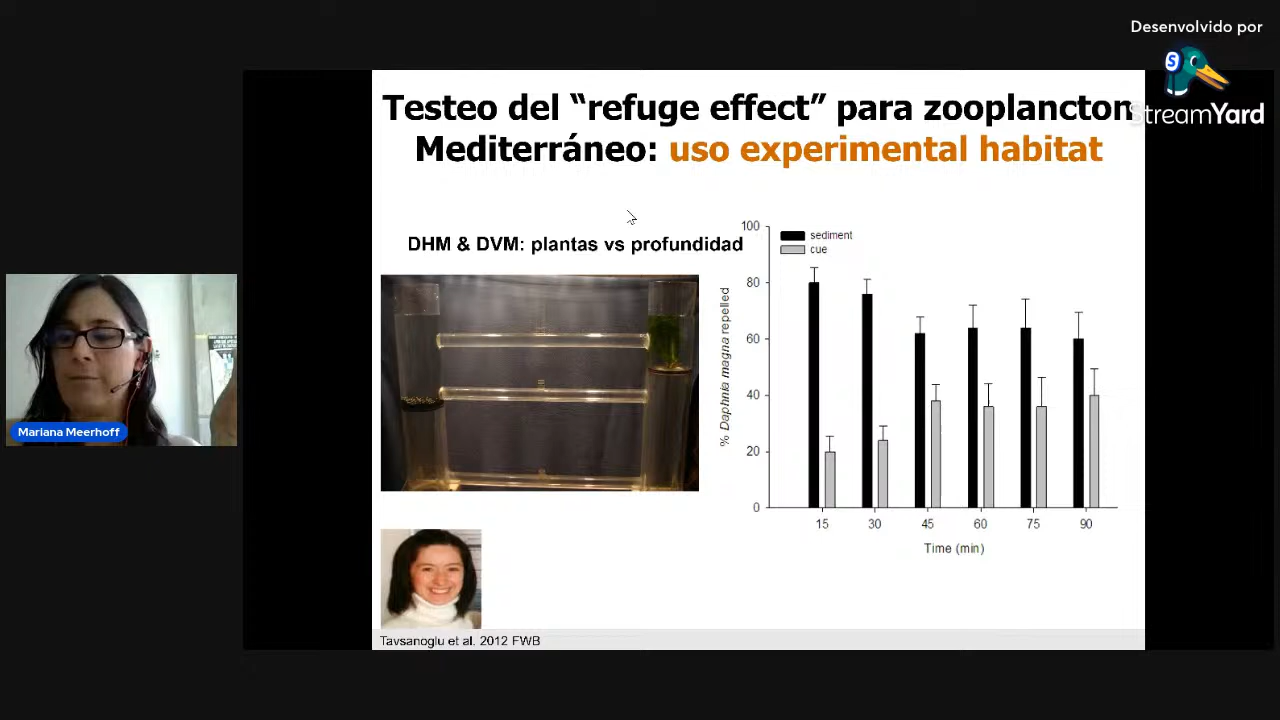 Desenvolvido por
StreamYard
Testeo del “refuge effect” para zooplancton
Mediterráneo: uso experimental habitat
DHM & DVM: plantas vs profundidad
100
80
60
40
20
0
sediment
cue
% Daphnia magna repelled
15 30 45 60 75 90
Time (min)
Mariana Meerhoff
Tavsanoglu et al. 2012 FWB